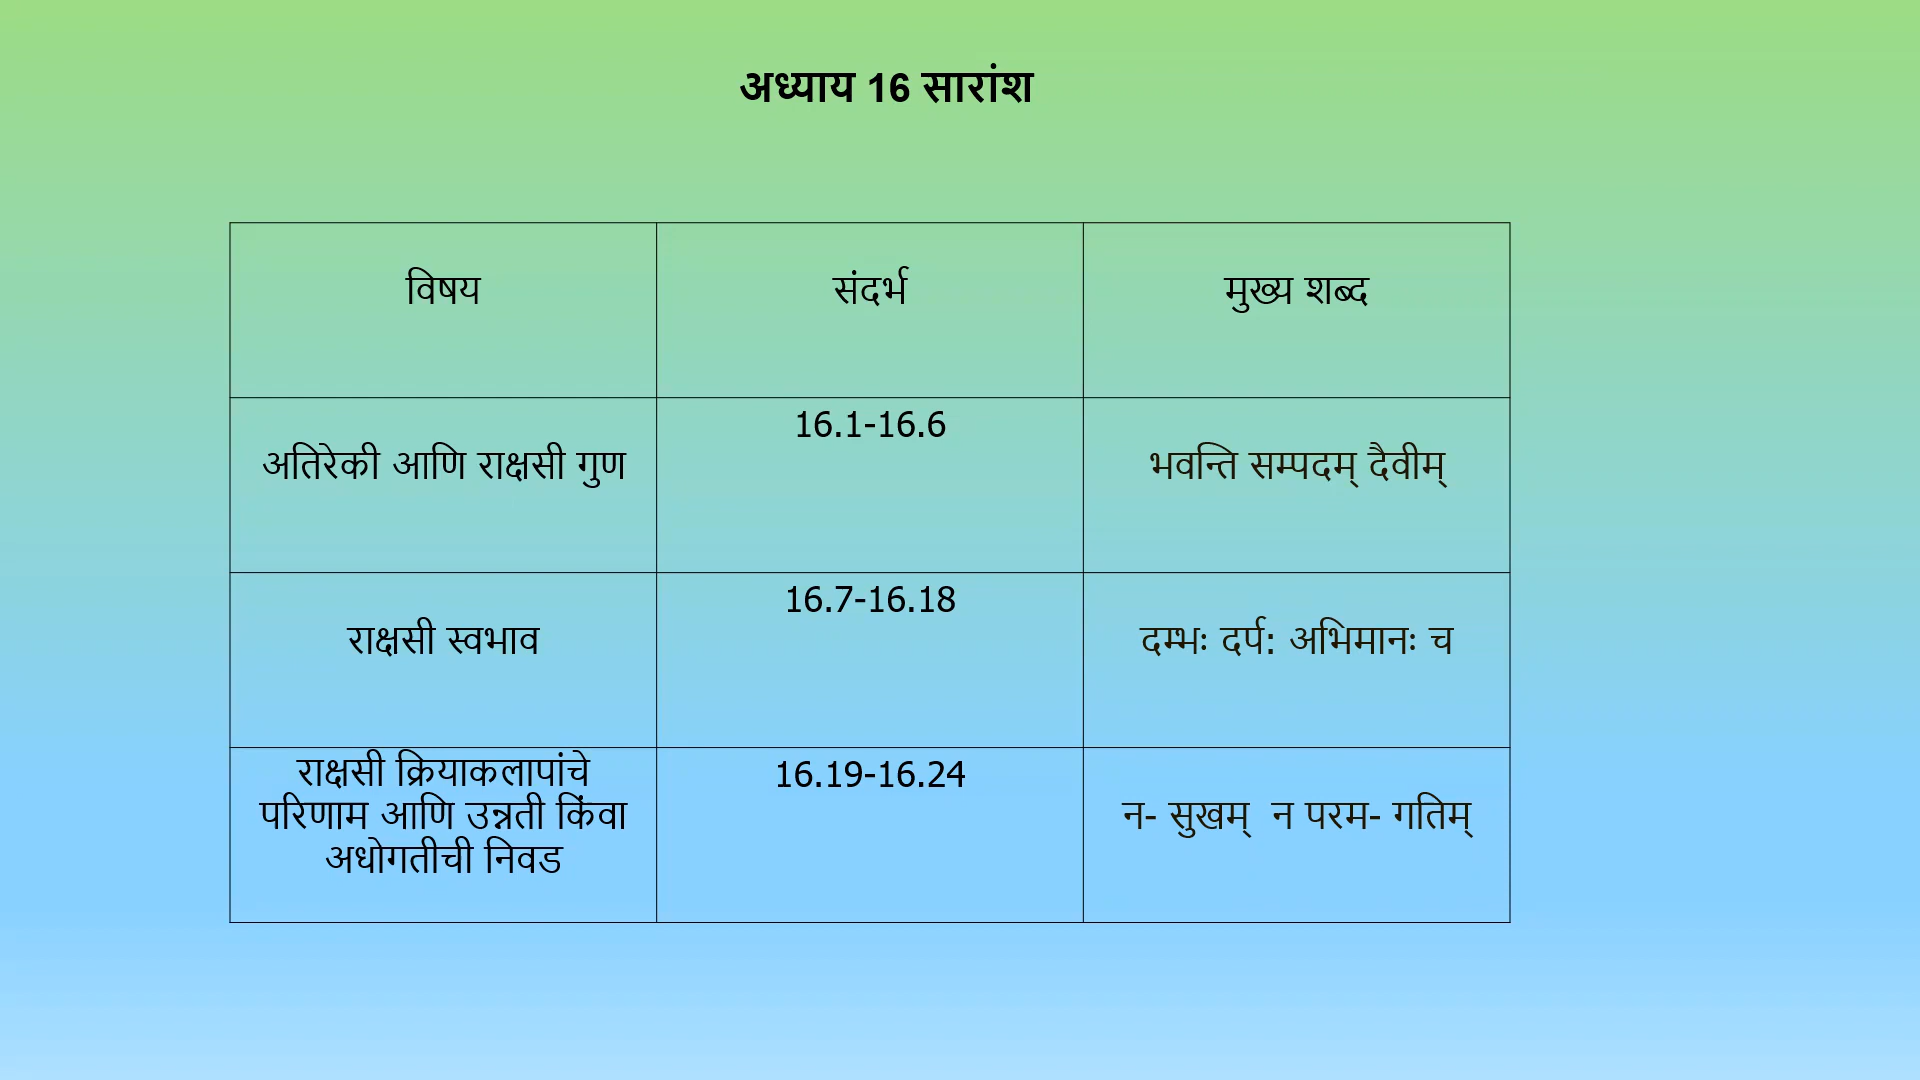 अध्याय 16 सारांश
विषय
संदर्भ
मुख्य शब्द
अतिरेकी आणि राक्षसी गुण
16.1-16.6
भवन्ति सम्पदम् दैवीम्
राक्षसी स्वभाव
16.7-16.18
दम्भः दर्प: अभिमानः च
राक्षसी क्रियाकलापांचे
परिणाम आणि उन्नती किंवा
अधोगतीची निवड
16.19-16.24
न- सुखम्  न परम- गतिम्